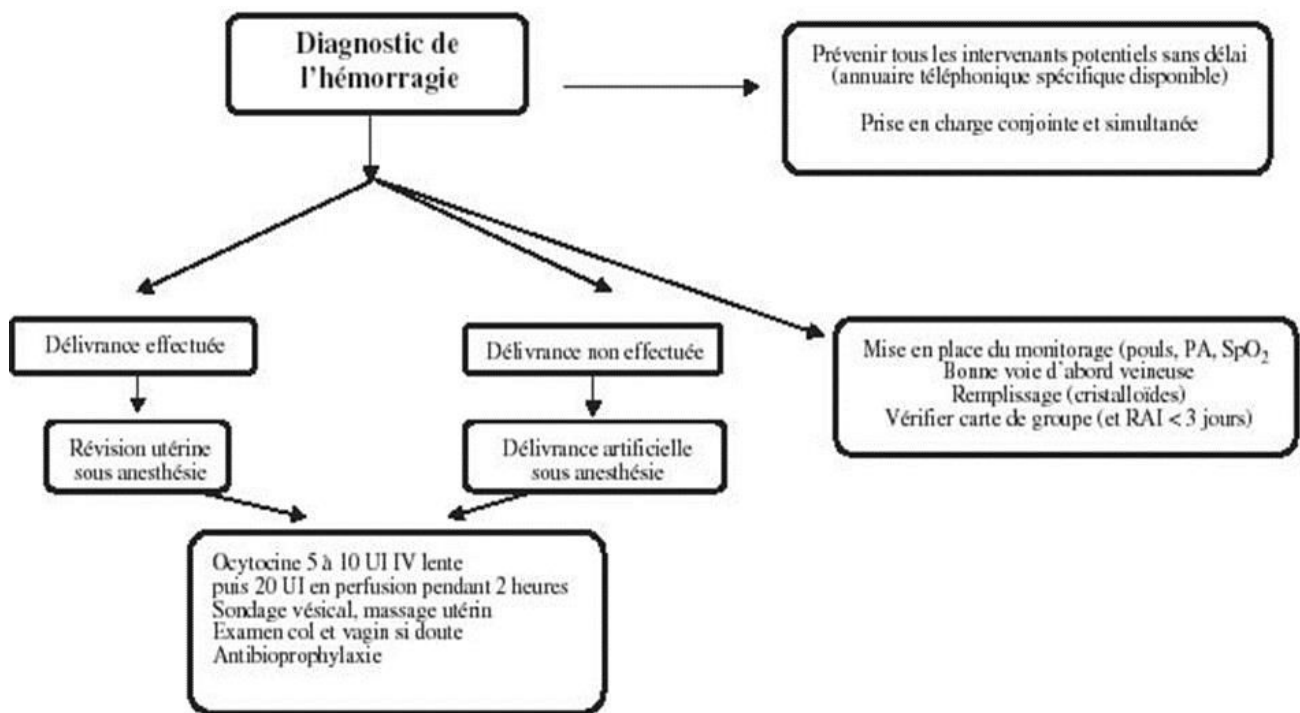 Diagnostic de
l'hémorragie
Prévenir tous les intervenants potentiels sans délai
(annuaire téléphonique spécifique disponible)
Prise en charge conjointe et simultanée
Délivrance effectuée
Délivrance non effectuée
Mise en place du monitorage (pouls, PA, SpO₂
Bonne voie d'abord veineuse
Remplissage (cristalloïdes)
Vérifier carte de groupe (et RAI < 3 jours)
Révision utérine
sous anesthésie
Délivrance artificielle
sous anesthésie
Ocytocine 5 à 10 UI IV lente
puis 20 UI en perfusion pendant 2 heures
Sondage vésical, massage utérin
Examen col et vagin si doute
Antibioprophylaxie